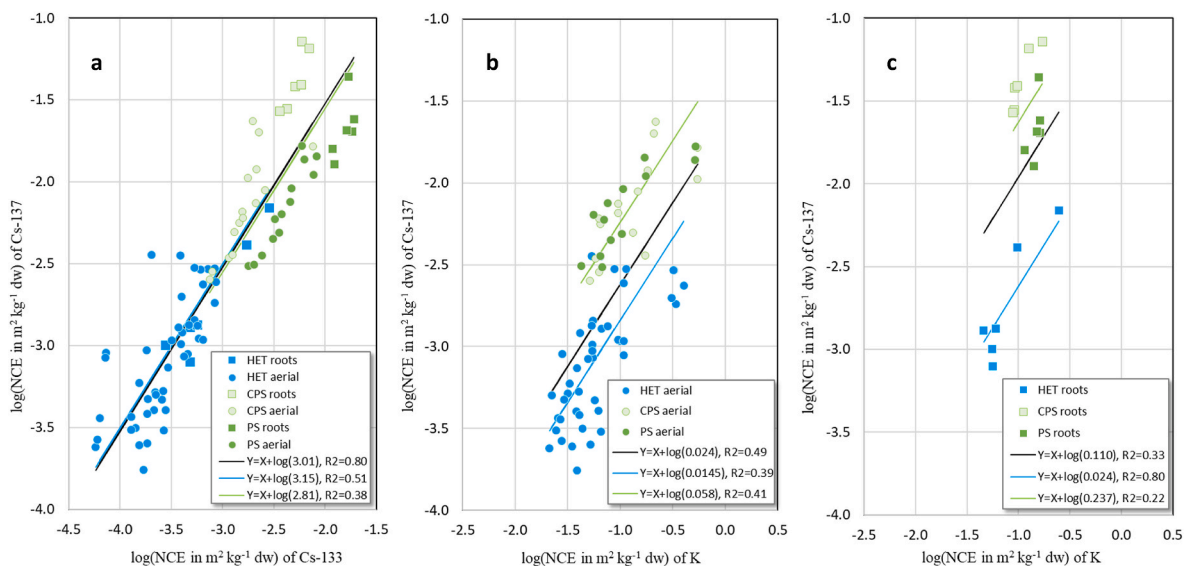 a
log(NCE in m² kg⁻¹ dw) of Cs-137
-1.0
-1.5
-2.0
-2.5
-3.0
-3.5
-4.0
-4.5 -4.0 -3.5 -3.0 -2.5 -2.0 -1.5
log(NCE in m² kg⁻¹ dw) of Cs-133
HET roots
HET aerial
CPS roots
CPS aerial
PS roots
PS aerial
Y=X+log(3.01), R2=0.80
Y=X+log(3.15), R2=0.51
Y=X+log(2.81), R2=0.38
b
log(NCE in m² kg⁻¹ dw) of Cs-137
-1.0
-1.5
-2.0
-2.5
-3.0
-3.5
-4.0
-2.0 -1.5 -1.0 -0.5 0.0 0.5
log(NCE in m² kg⁻¹ dw) of K
HET aerial
CPS aerial
PS aerial
Y=X+log(0.024), R2=0.49
Y=X+log(0.0145), R2=0.39
Y=X+log(0.058), R2=0.41
c
log(NCE in m² kg⁻¹ dw) of Cs-137
-1.0
-1.5
-2.0
-2.5
-3.0
-3.5
-4.0
-2.0 -1.5 -1.0 -0.5 0.0 0.5
log(NCE in m² kg⁻¹ dw) of K
HET roots
CPS roots
PS roots
Y=X+log(0.110), R2=0.33
Y=X+log(0.024), R2=0.80
Y=X+log(0.237), R2=0.22